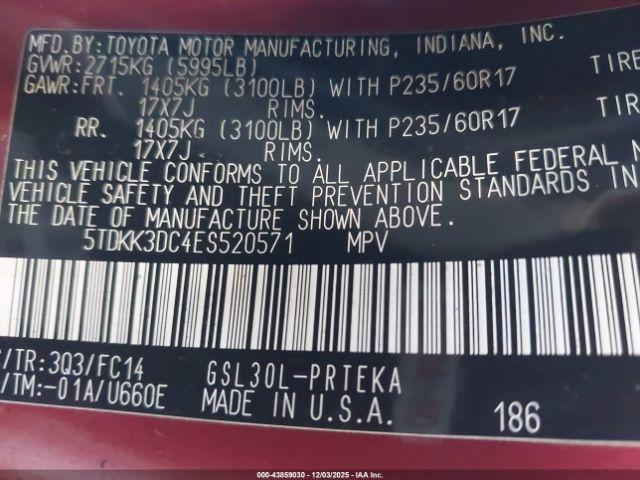 MFD.BY: TOYOTA MOTOR MANUFACTURING, INDIANA, INC.
GVWR:2715KG (5995LB)
GAWR:FRT. 1405KG (3100LB) WITH P235/60R17 TIRE
17X7J RIMS.
RR. 1405KG (3100LB) WITH P235/60R17 TIR
17X7J RIMS.
THIS VEHICLE CONFORMS TO ALL APPLICABLE FEDERAL
VEHICLE SAFETY AND THEFT PREVENTION STANDARDS IN
THE DATE OF MANUFACTURE SHOWN ABOVE.
5TDKK3DC4ES520571 MPV
/TR:3Q3/FC14 GSL30L-PRTEKA
/TM:-01A/U660E MADE IN U.S.A. 186
000-43859030 - 12/03/2025 - IAA Inc.